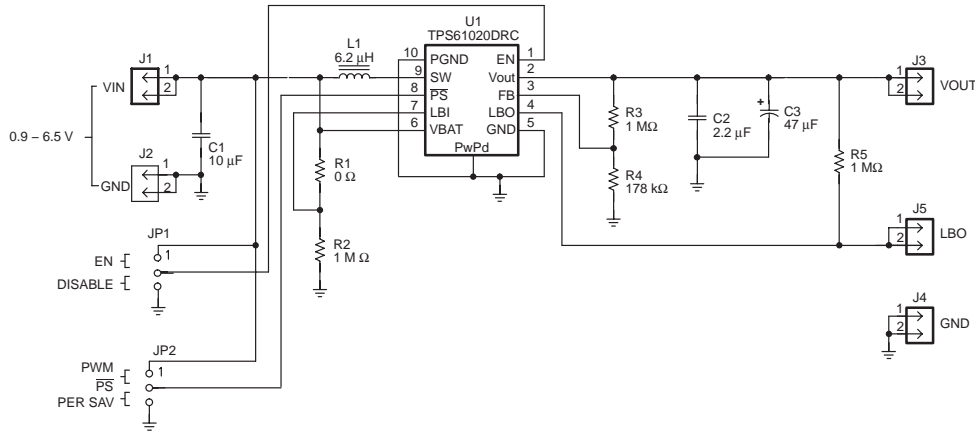 U1
TPS61020DRC
L1
6.2 µH
J1
VIN
1
2
0.9 – 6.5 V
C1
10 µF
J2
GND
1
2
10 PGND
9 SW
8 PS
7 LBI
6 VBAT
EN 1
Vout 2
FB 3
LBO 4
GND 5
PwPd
R1
0 Ω
R2
1 M Ω
R3
1 MΩ
R4
178 kΩ
C2
2.2 µF
+
C3
47 µF
R5
1 MΩ
J3
1
2
VOUT
J5
1
2
LBO
J4
1
2
GND
JP1
1
EN
DISABLE
JP2
1
PWM
PS
PER SAV